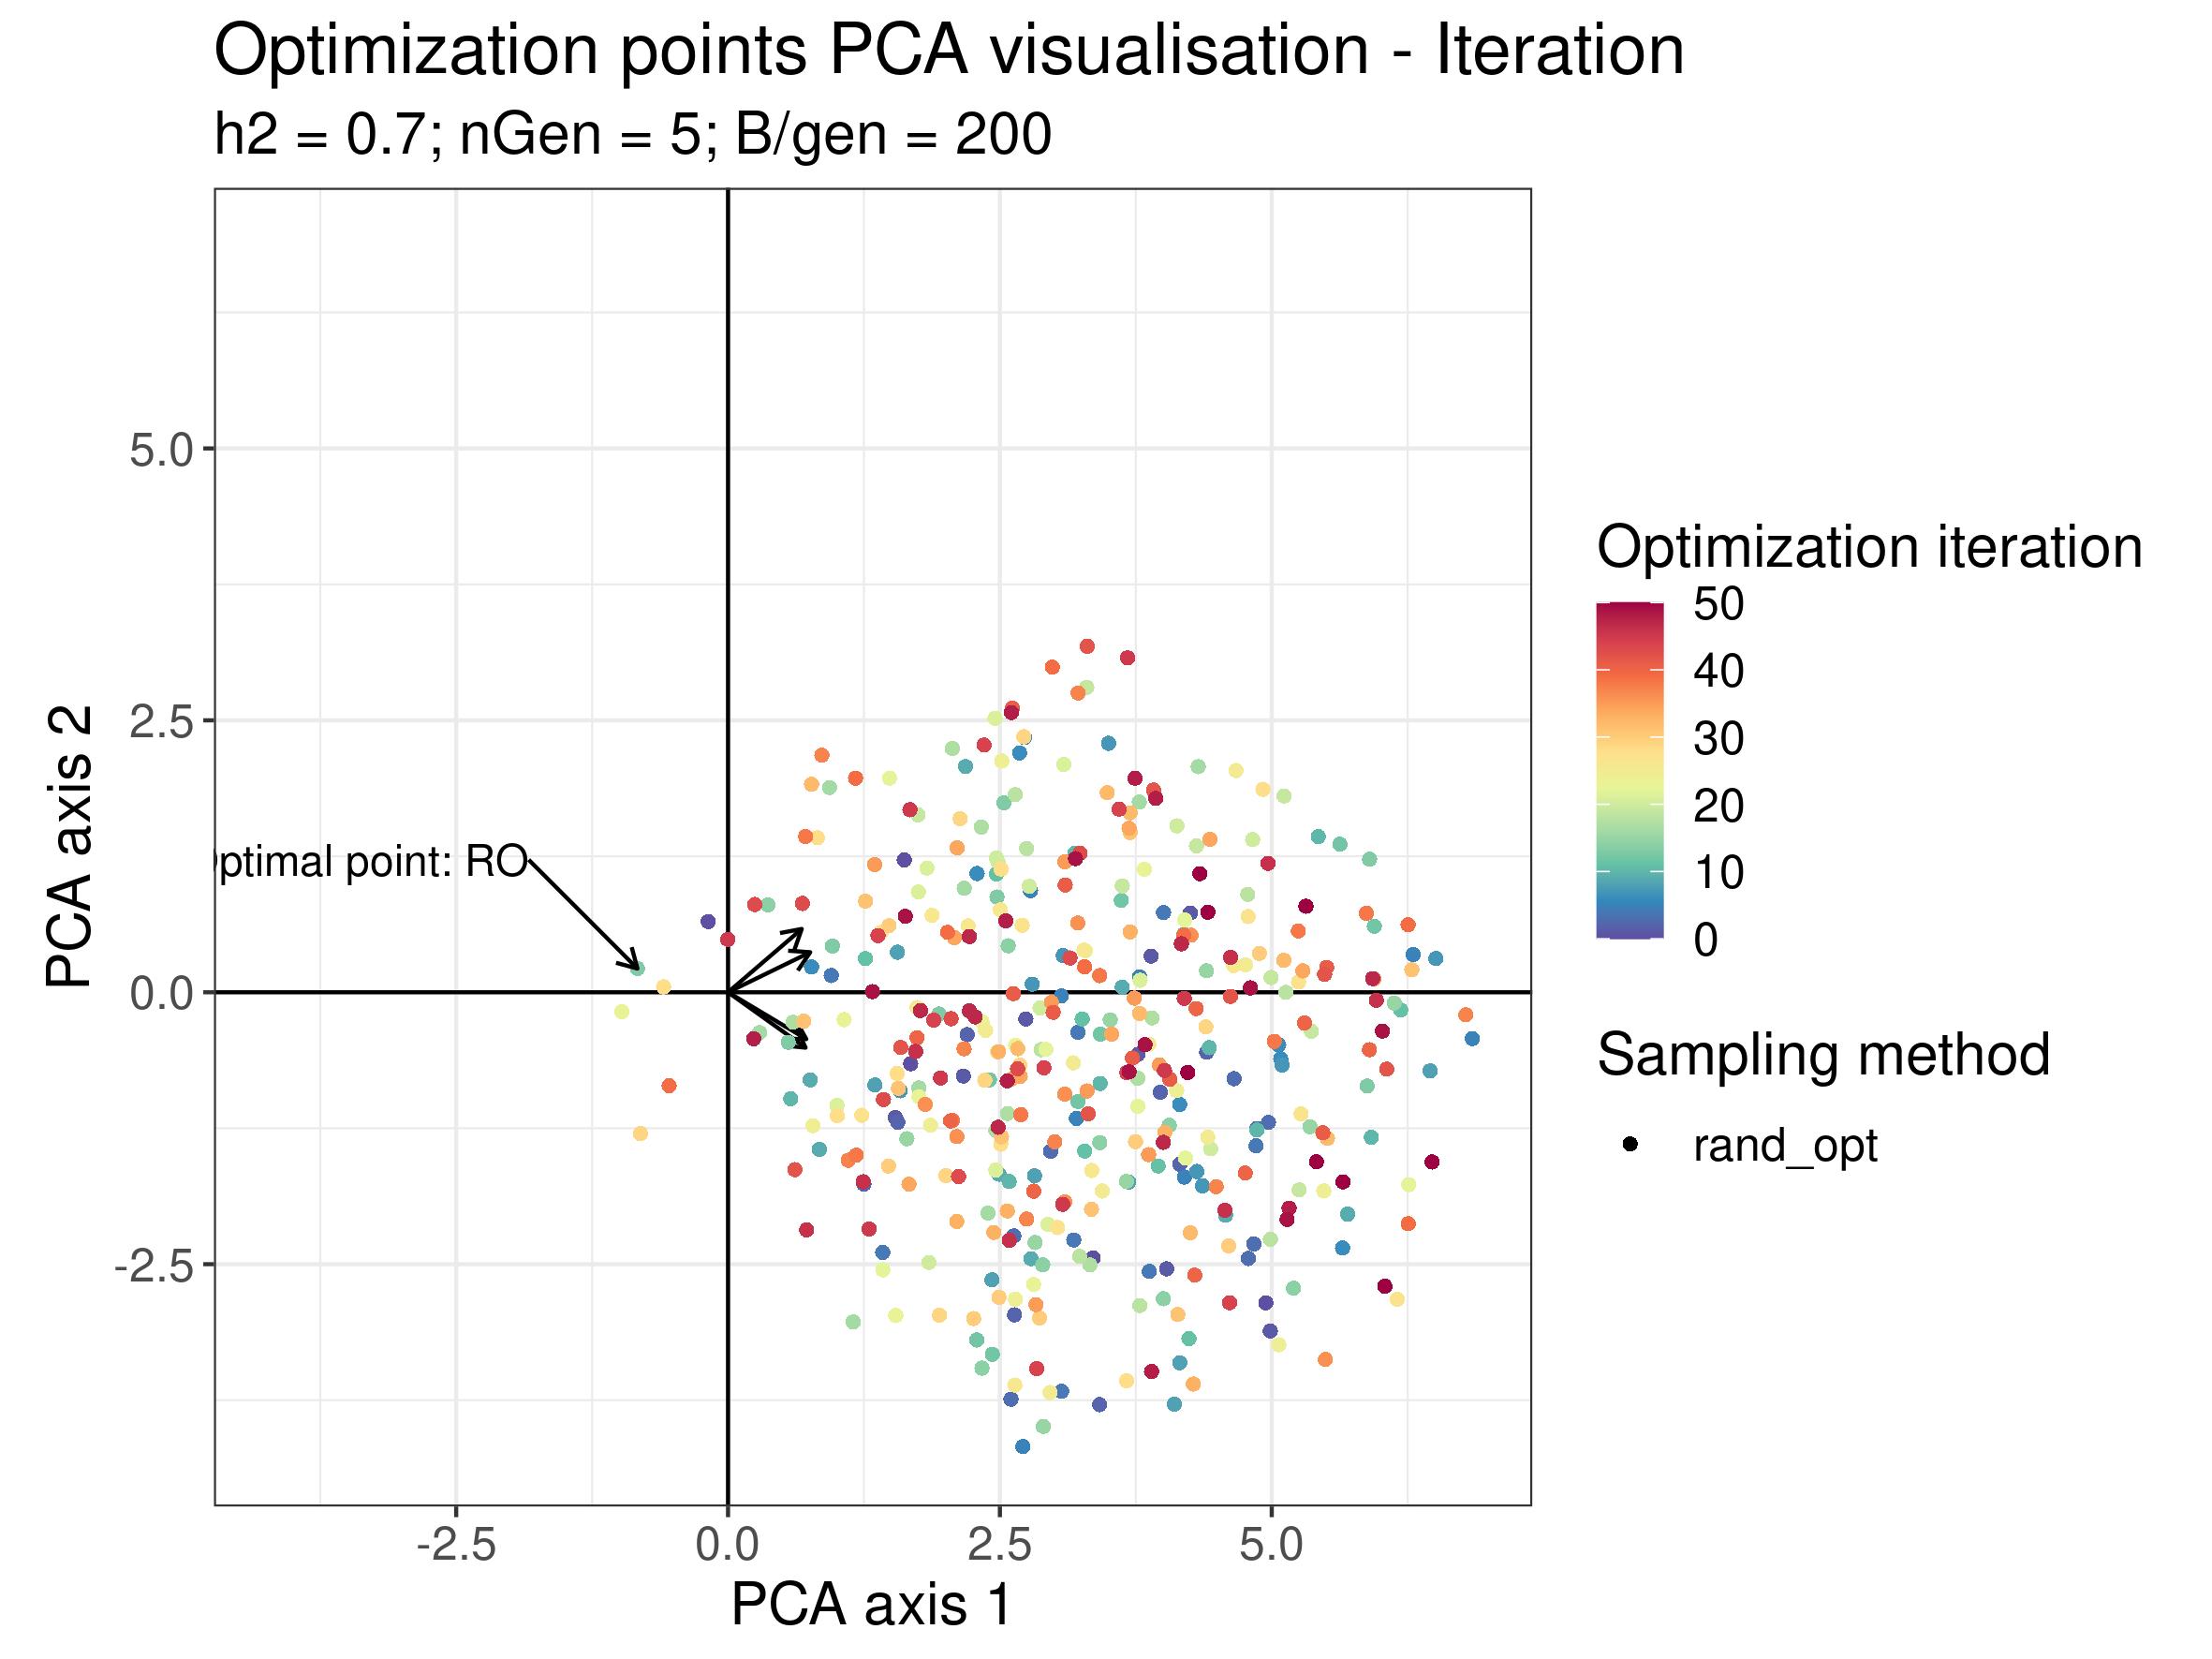 Optimization points PCA visualisation - Iteration
h2 = 0.7; nGen = 5; B/gen = 200
PCA axis 2
5.0
2.5
0.0
-2.5
ptimal point: RO
-2.5
0.0
2.5
5.0
PCA axis 1
Optimization iteration
50
40
30
20
10
0
Sampling method
rand_opt